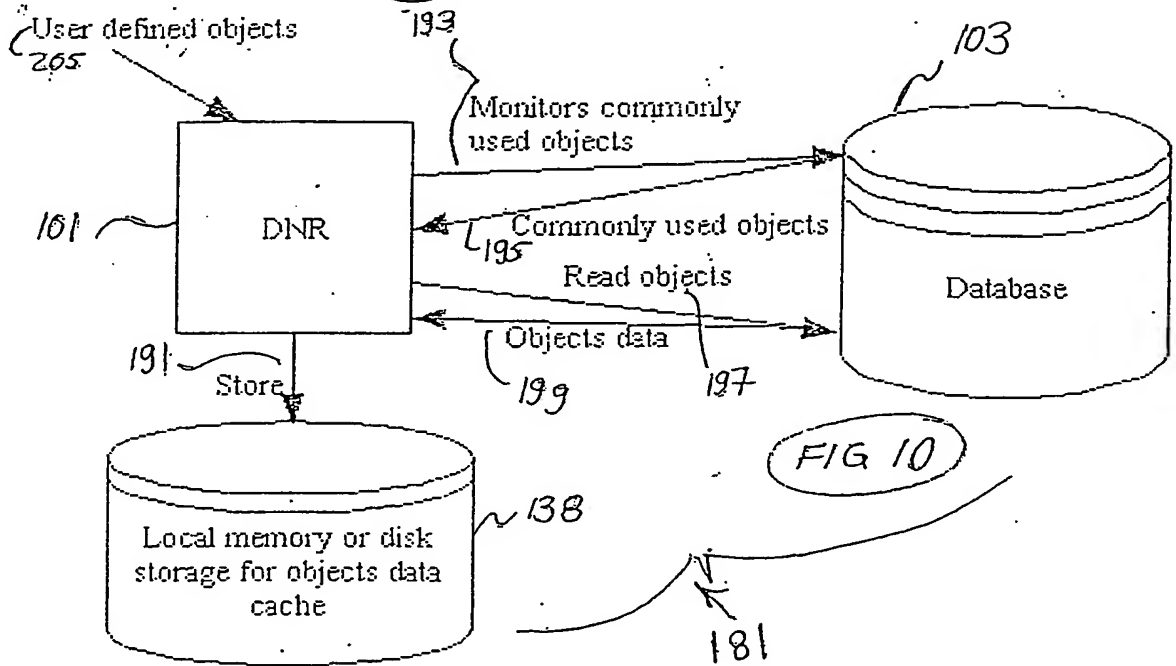 User defined objects
205
193
103
Monitors commonly
used objects
101
DNR
195
Commonly used objects
Read objects
Database
Objects data
191
Store
199
197
FIG 10
138
Local memory or disk
storage for objects data
cache
181